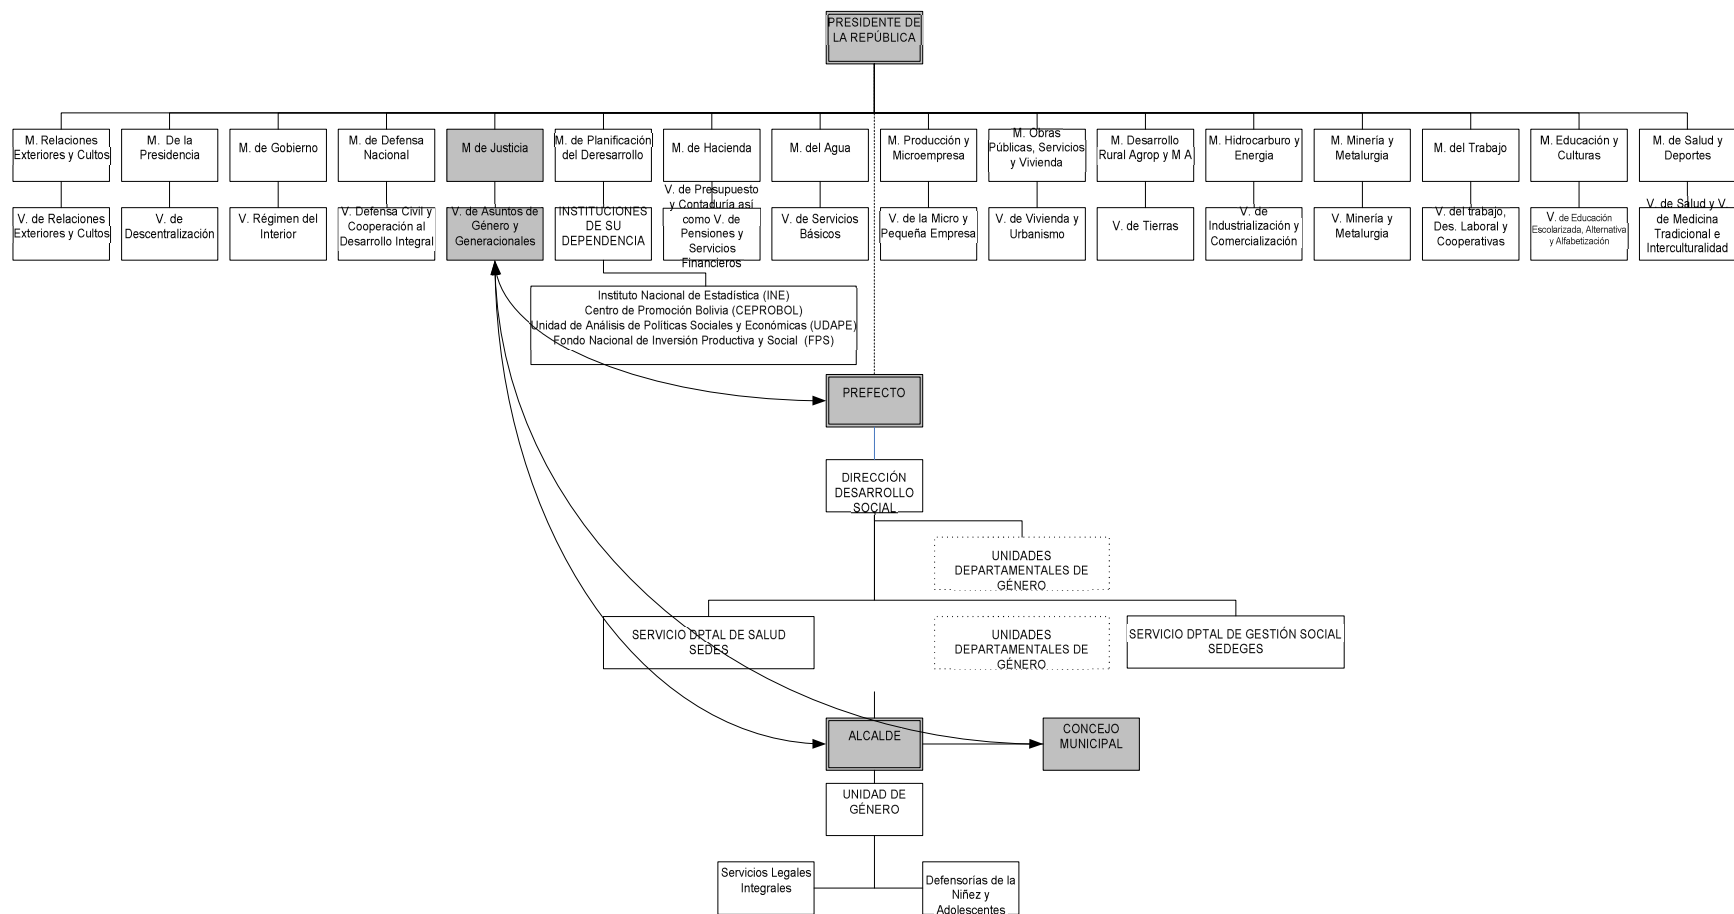 PRESIDENTE DE
LA REPÚBLICA
M. Relaciones
Exteriores y Cultos
M. De la
Presidencia
M. de Gobierno
M. de Defensa
Nacional
M de Justicia
M. de Planificación
del Deresarrollo
M. de Hacienda
M. del Agua
M. Producción y
Microempresa
M. Obras
Públicas, Servicios
y Vivienda
M. Desarrollo
Rural Agrop y M A
M. Hidrocarburo y
Energia
M. Minería y
Metalurgia
M. del Trabajo
M. Educación y
Culturas
M. de Salud y
Deportes
V. de Relaciones
Exteriores y Cultos
V. de
Descentralización
V. Régimen del
Interior
V. Defensa Civil y
Cooperación al
Desarrollo Integral
V. de Asuntos de
Género y
Generacionales
INSTITUCIONES
DE SU
DEPENDENCIA
V. de Presupuesto
y Contaduría así
como V. de
Pensiones y
Servicios
Financieros
V. de Servicios
Básicos
V. de la Micro y
Pequeña Empresa
V. de Vivienda y
Urbanismo
V. de Tierras
V. de
Industrialización y
Comercialización
V. Minería y
Metalurgia
V. del trabajo,
Des. Laboral y
Cooperativas
V. de Educación
Escolarizada, Alternativa
y Alfabetización
V. de Salud y V.
de Medicina
Tradicional e
Interculturalidad
Instituto Nacional de Estadística (INE)
Centro de Promoción Bolivia (CEPROBOL)
Unidad de Análisis de Políticas Sociales y Económicas (UDAPE)
Fondo Nacional de Inversión Productiva y Social (FPS)
PREFECTO
DIRECCIÓN
DESARROLLO
SOCIAL
UNIDADES
DEPARTAMENTALES DE
GÉNERO
SERVICIO DPTAL DE SALUD
SEDES
UNIDADES
DEPARTAMENTALES DE
GÉNERO
SERVICIO DPTAL DE GESTIÓN SOCIAL
SEDEGES
ALCALDE
CONCEJO
MUNICIPAL
UNIDAD DE
GÉNERO
Servicios Legales
Integrales
Defensorías de la
Niñez y
Adolescentes